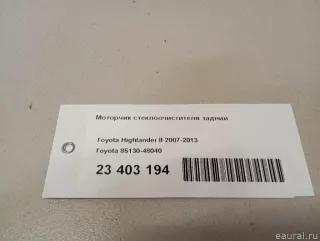 Моторчик стеклоочистителя задний
Toyota Highlander II 2007-2013
Toyota 85130-48040
23 403 194
eaural.ru©